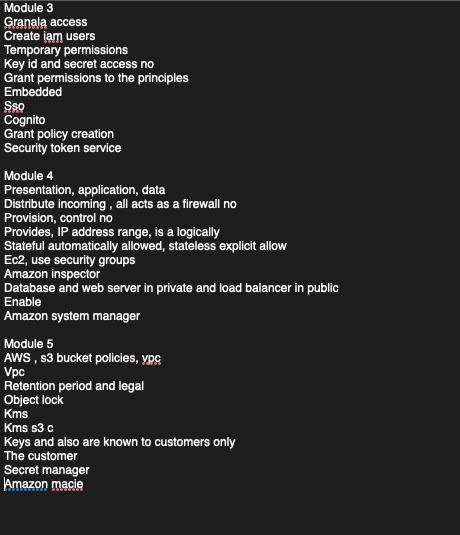 Module 3
Granala access
Create iam users
Temporary permissions
Key id and secret access no
Grant permissions to the principles
Embedded
Sso
Cognito
Grant policy creation
Security token service

Module 4
Presentation, application, data
Distribute incoming , all acts as a firewall no
Provision, control no
Provides, IP address range, is a logically
Stateful automatically allowed, stateless explicit allow
Ec2, use security groups
Amazon inspector
Database and web server in private and load balancer in public
Enable
Amazon system manager

Module 5
AWS , s3 bucket policies, vpc
Vpc
Retention period and legal
Object lock
Kms
Kms s3 c
Keys and also are known to customers only
The customer
Secret manager
Amazon macie